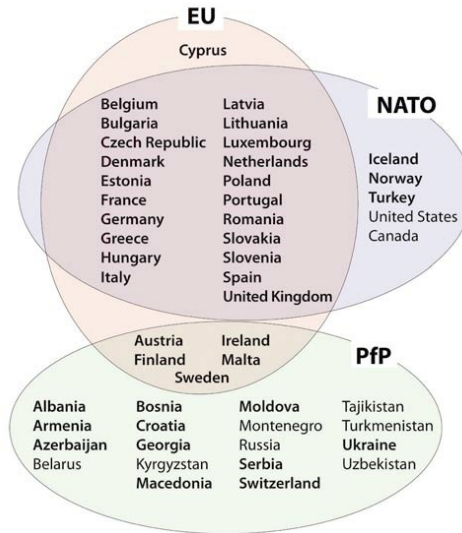 EU
Cyprus
NATO
Belgium
Bulgaria
Czech Republic
Denmark
Estonia
France
Germany
Greece
Hungary
Italy
Latvia
Lithuania
Luxembourg
Netherlands
Poland
Portugal
Romania
Slovakia
Slovenia
Spain
United Kingdom
Iceland
Norway
Turkey
United States
Canada
Austria
Finland
Ireland
Malta
Sweden
PfP
Albania
Armenia
Azerbaijan
Belarus
Bosnia
Croatia
Georgia
Kyrgyzstan
Macedonia
Moldova
Montenegro
Russia
Serbia
Switzerland
Tajikistan
Turkmenistan
Ukraine
Uzbekistan